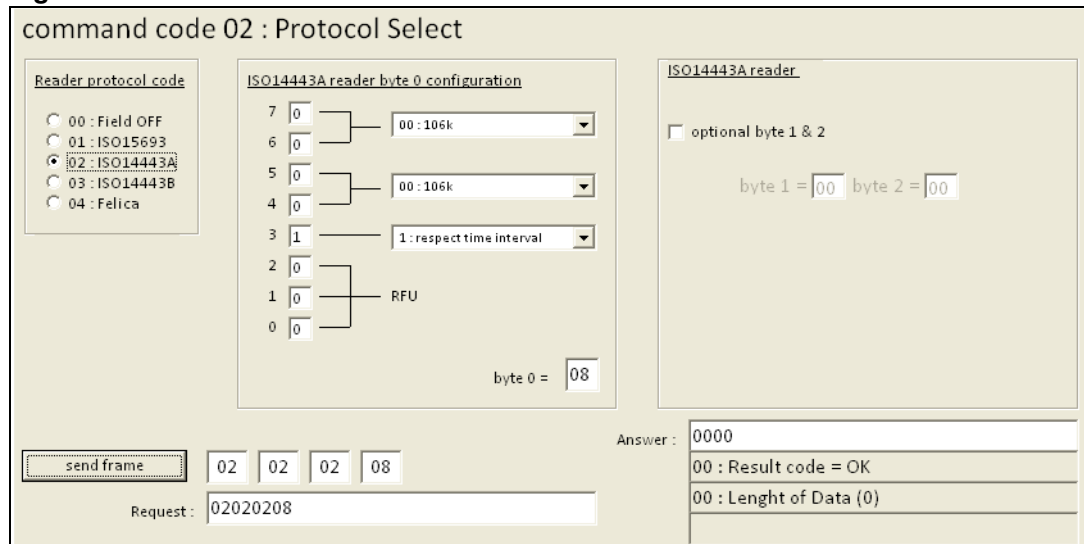 command code 02 : Protocol Select
Reader protocol code
00 : Field OFF
01 : ISO15693
02 : ISO14443A
03 : ISO14443B
04 : Felica
ISO14443A reader byte 0 configuration
7 0
00 : 106k
6 0
5 0
00 : 106k
4 0
3 1 1 : respect time interval
2 0
1 0 RFU
0 0
byte 0 = 08
ISO14443A reader
optional byte 1 & 2
byte 1 = 00 byte 2 = 00
send frame 02 02 02 08
Request : 02020208
Answer : 0000
00 : Result code = OK
00 : Lenght of Data (0)